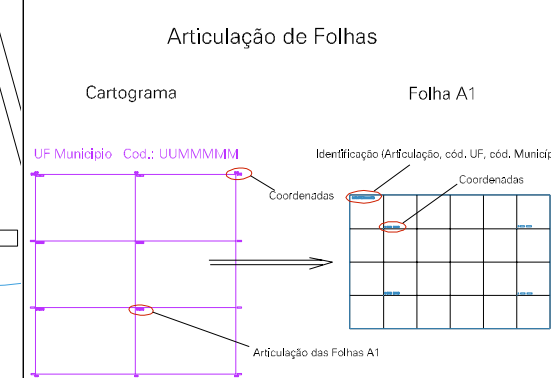 Articulação de Folhas
Cartograma
Folha A1
UF Municipio Cod.: UUMMMMM
Identificação (Articulação, cód. UF, cód. Municíp
Coordenadas
Coordenadas
Articulação das Folhas A1